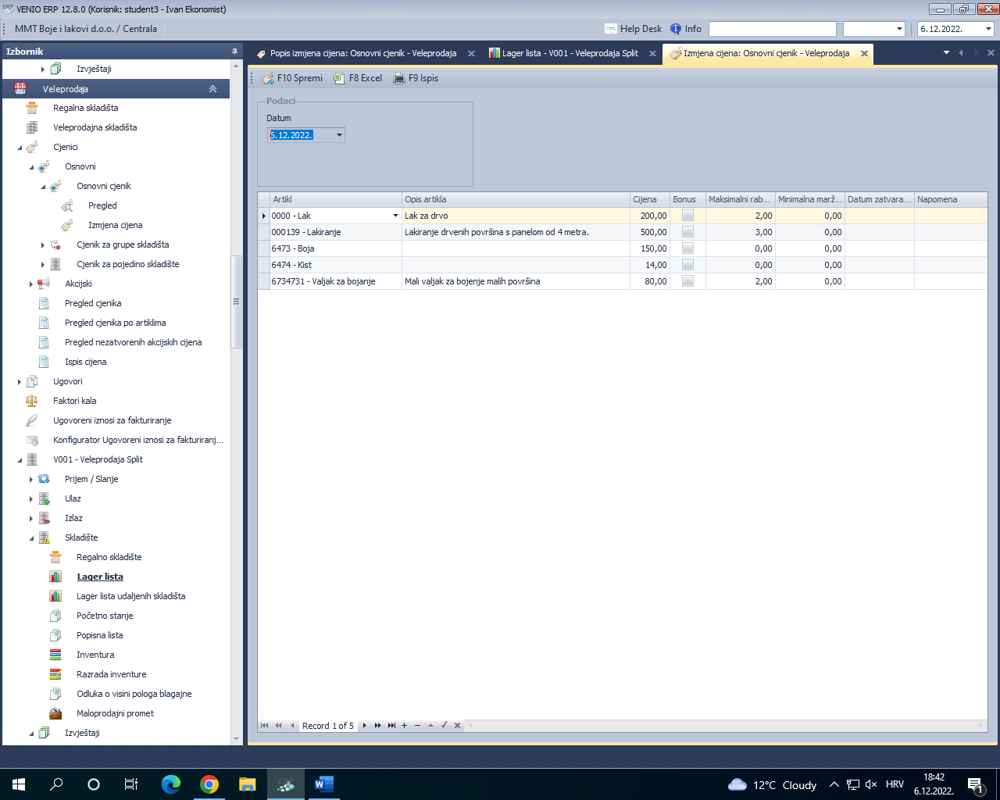 ERP VENIO ERP 12.8.0 (Korisnik: student3 - Ivan Ekonomist)
MMT Boje i lakovi d.o.o. / Centrala
Help Desk Info 6.12.2022.
Izbornik
Popis izmjena cijena: Osnovni cjenik - Veleprodaja
Lager lista - V001 - Veleprodaja Split
Izmjena cijena: Osnovni cjenik - Veleprodaja
Izvještaji
Veleprodaja
Regalna skladišta
Veleprodajna skladišta
Cjenici
Osnovni
Osnovni cjenik
Pregled
Izmjena cijena
Cjenik za grupe skladišta
Cjenik za pojedino skladište
Akcijski
Pregled cjenika
Pregled cjenika po artiklima
Pregled nezatvorenih akcijskih cijena
Ispis cijena
Ugovori
Faktori kala
Ugovoreni iznosi za fakturiranje
Konfigurator Ugovoreni iznosi za fakturiranj...
V001 - Veleprodaja Split
Prijem / Slanje
Ulaz
Izlaz
Skladište
Regalno skladište
Lager lista
Lager lista udaljenih skladišta
Početno stanje
Popisna lista
Inventura
Razrada inventure
Odluka o visini pologa blagajne
Maloprodajni promet
Izvještaji
F10 Spremi F8 Excel F9 Ispis
Podaci
Datum
6.12.2022.
Artikl Opis artikla Cijena Bonus Maksimalni rab... Minimalna marž... Datum zatvara... Napomena
0000 - Lak Lak za drvo 200,00 2,00 0,00
000139 - Lakiranje Lakiranje drvenih površina s panelom od 4 metra. 500,00 3,00 0,00
6473 - Boja 150,00 0,00 0,00
6474 - Kist 14,00 0,00 0,00
6734731 - Valjak za bojanje Mali valjak za bojenje malih površina 80,00 2,00 0,00
Record 1 of 5
12°C Cloudy HRV 18:42
6.12.2022. 1